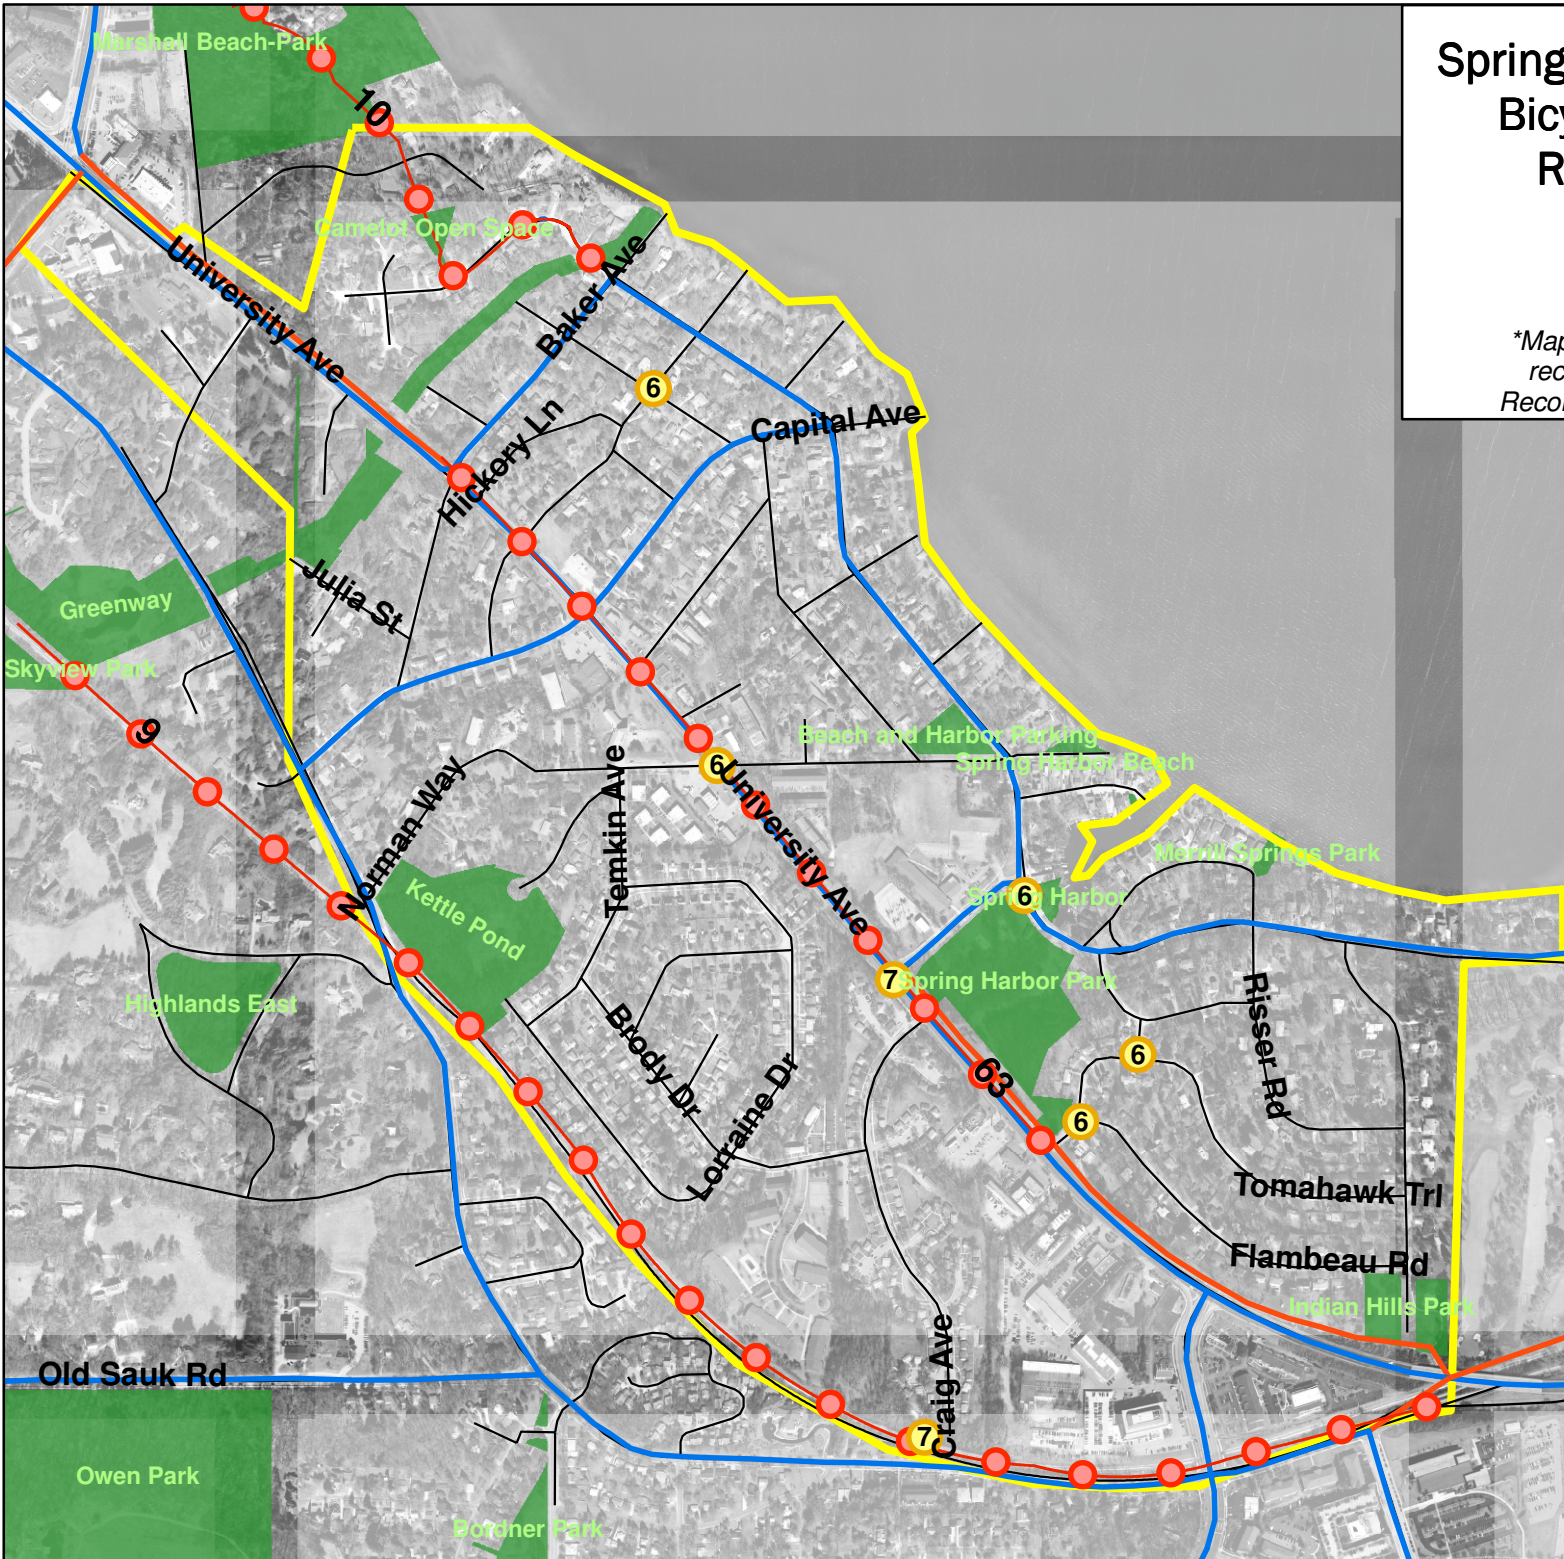 Marshall Beach-Park
Spring
Bicy
R
10
Camelot Open Space
University Ave
Baker Ave
*Map
rec
Recor
6
Capital Ave
Hickory Ln
Julia St
Greenway
Skyview Park
9
Beach and Harbor Parking
Spring Harbor Beach
6
Norman Way
Temkin Ave
University Ave
Merrill Springs Park
Kettle Pond
6
Spring Harbor
7
Spring Harbor Park
Highlands East
Risser Rd
Brody Dr
6
63
Lorraine Dr
6
Tomahawk Trl
Flambeau Rd
Indian Hills Park
Old Sauk Rd
Craig Ave
7
Owen Park
Bordner Park